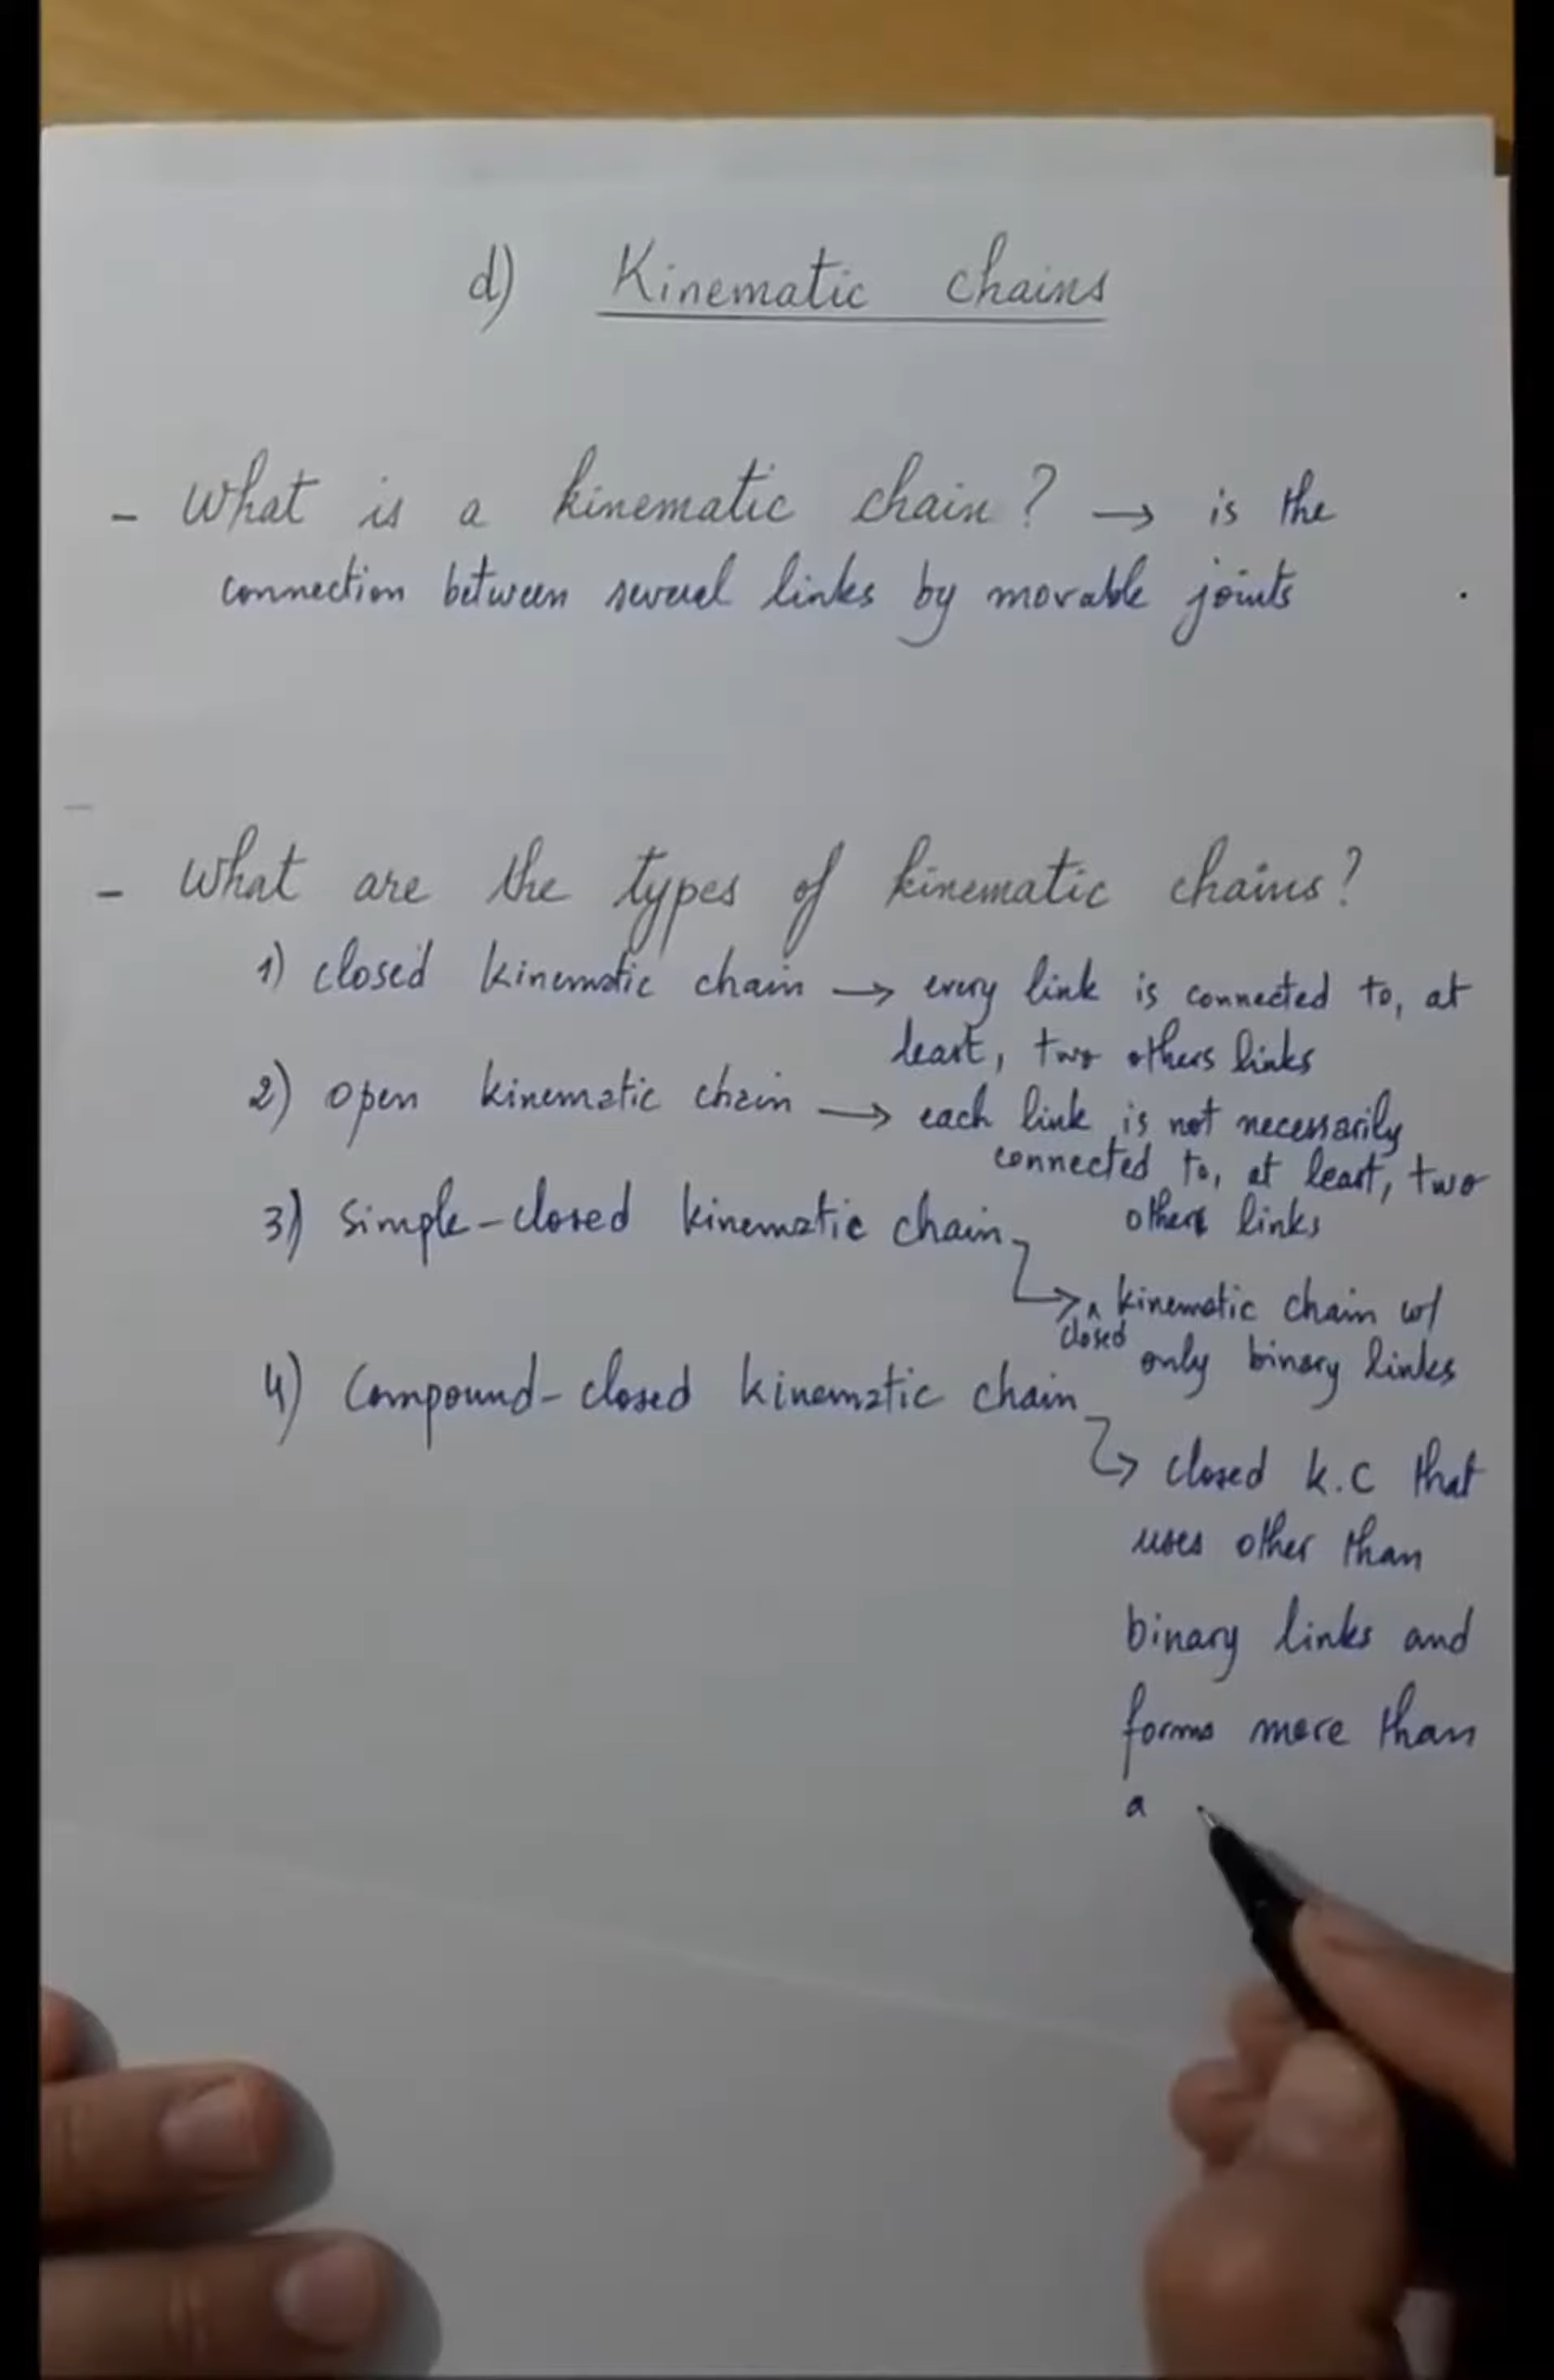 d) Kinematic chains
- What is a kinematic chain? → is the
connection between several links by movable joints
- What are the types of kinematic chains?
1) closed kinematic chain → every link is connected to, at
least, two others links
2) open kinematic chain → each link is not necessarily
connected to, at least, two
others links
3) Simple-closed kinematic chain
↳ ^ kinematic chain w/
closed only binary links
4) Compound-closed kinematic chain
↳ closed k.c that
uses other than
binary links and
forms more than
a